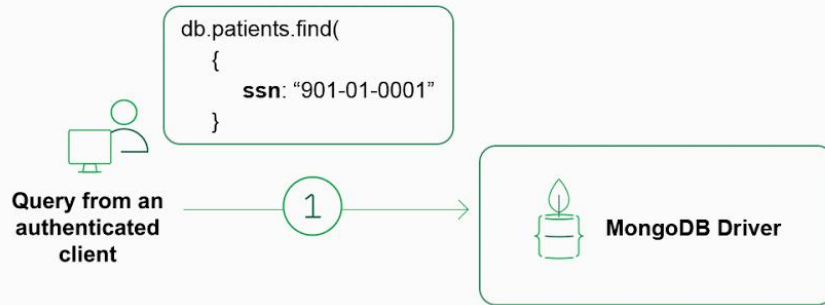 db.patients.find(
{
ssn: “901-01-0001”
}
Query from an
authenticated
client
1
MongoDB Driver